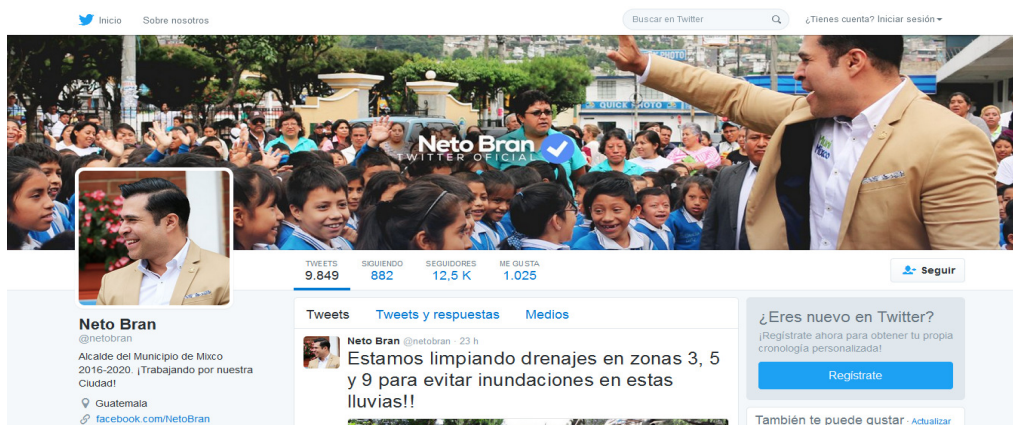 Inicio
Sobre nosotros
Buscar en Twitter
¿Tienes cuenta? Iniciar sesión
QUICK PHOTO
Neto Bran
TWITTER OFICIAL
MIXCO
TWEETS
9.849
SIGUIENDO
882
SEGUIDORES
12,5 K
ME GUSTA
1.025
Seguir
Neto Bran
@netobran
Alcalde del Municipio de Mixco
2016-2020. ¡Trabajando por nuestra
Ciudad!
Guatemala
facebook.com/NetoBran
Tweets
Tweets y respuestas
Medios
Neto Bran @netobran · 23 h
Estamos limpiando drenajes en zonas 3, 5
y 9 para evitar inundaciones en estas
lluvias!!
¿Eres nuevo en Twitter?
¡Regístrate ahora para obtener tu propia
cronología personalizada!
Regístrate
También te puede gustar · Actualizar